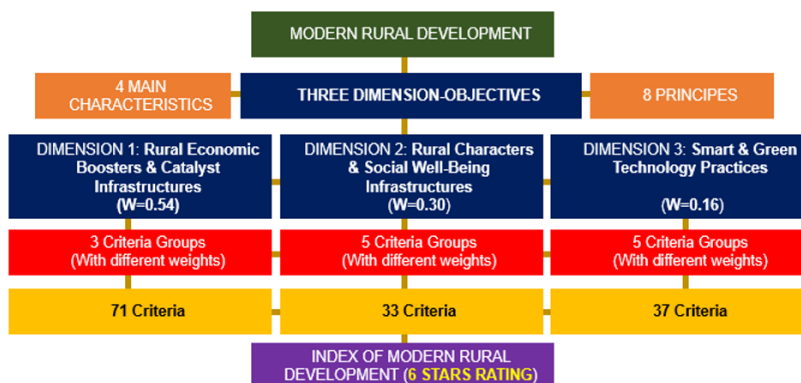 MODERN RURAL DEVELOPMENT
4 MAIN
CHARACTERISTICS
THREE DIMENSION-OBJECTIVES
8 PRINCIPES
DIMENSION 1: Rural Economic
Boosters & Catalyst
Infrastructures
(W=0.54)
DIMENSION 2: Rural Characters
& Social Well-Being
Infrastructures
(W=0.30)
DIMENSION 3: Smart & Green
Technology Practices
(W=0.16)
3 Criteria Groups
(With different weights)
5 Criteria Groups
(With different weights)
5 Criteria Groups
(With different weights)
71 Criteria
33 Criteria
37 Criteria
INDEX OF MODERN RURAL
DEVELOPMENT (6 STARS RATING)